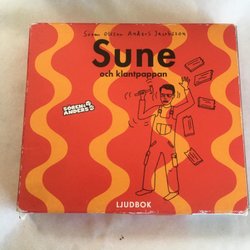 Sören Olsson Anders Jacobsson
Sune
och klantpappan
SÖREN &
ANDERS
LJUDBOK